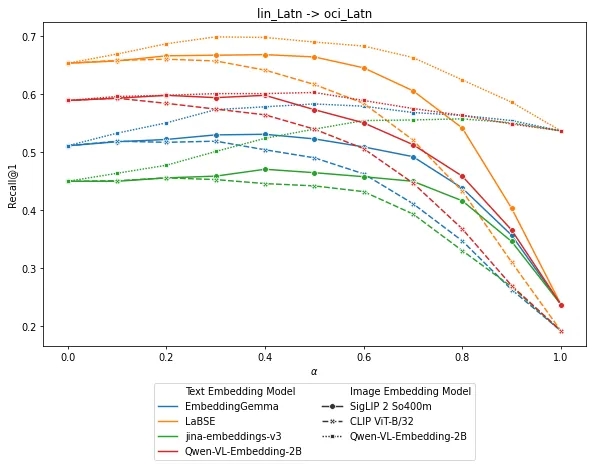 lin_Latn -> oci_Latn
Recall@1
0.7
0.6
0.5
0.4
0.3
0.2
0.0 0.2 0.4 0.6 0.8 1.0
α
Text Embedding Model Image Embedding Model
EmbeddingGemma SigLIP 2 So400m
LaBSE CLIP ViT-B/32
jina-embeddings-v3 Qwen-VL-Embedding-2B
Qwen-VL-Embedding-2B